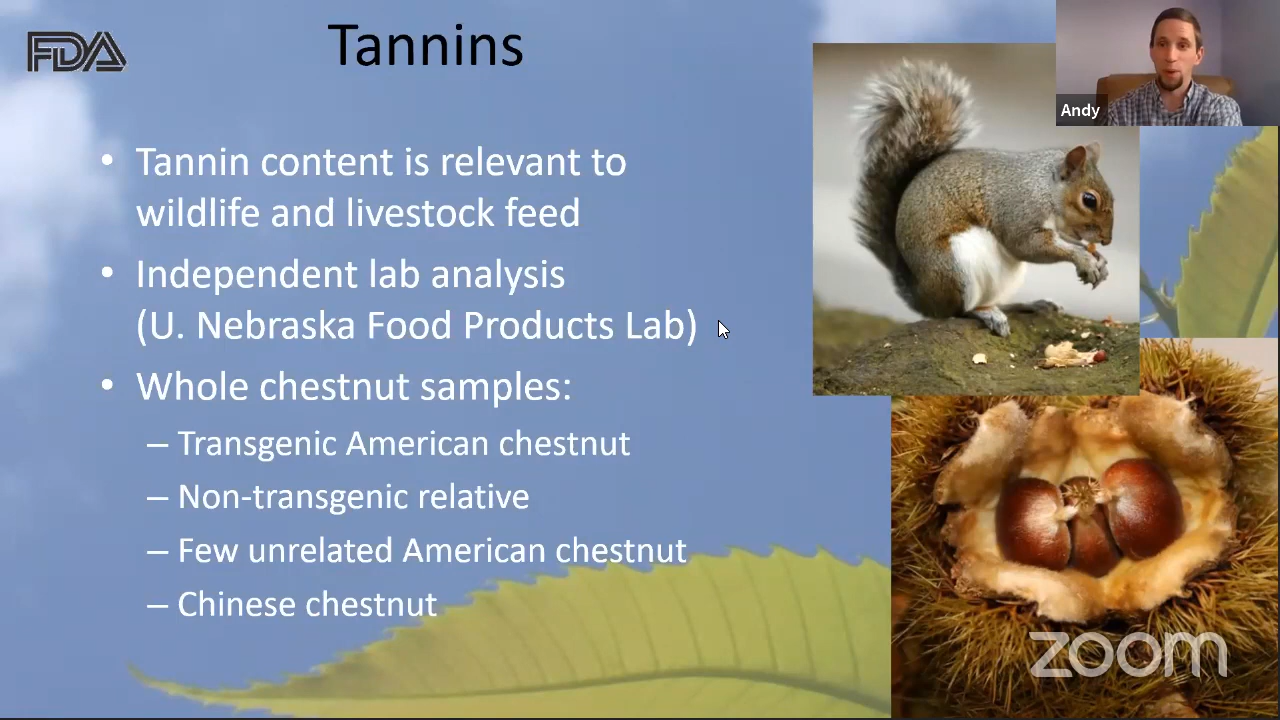 FDA
Tannins
Andy
• Tannin content is relevant to
wildlife and livestock feed
• Independent lab analysis
(U. Nebraska Food Products Lab)
• Whole chestnut samples:
– Transgenic American chestnut
– Non-transgenic relative
– Few unrelated American chestnut
– Chinese chestnut
zoom